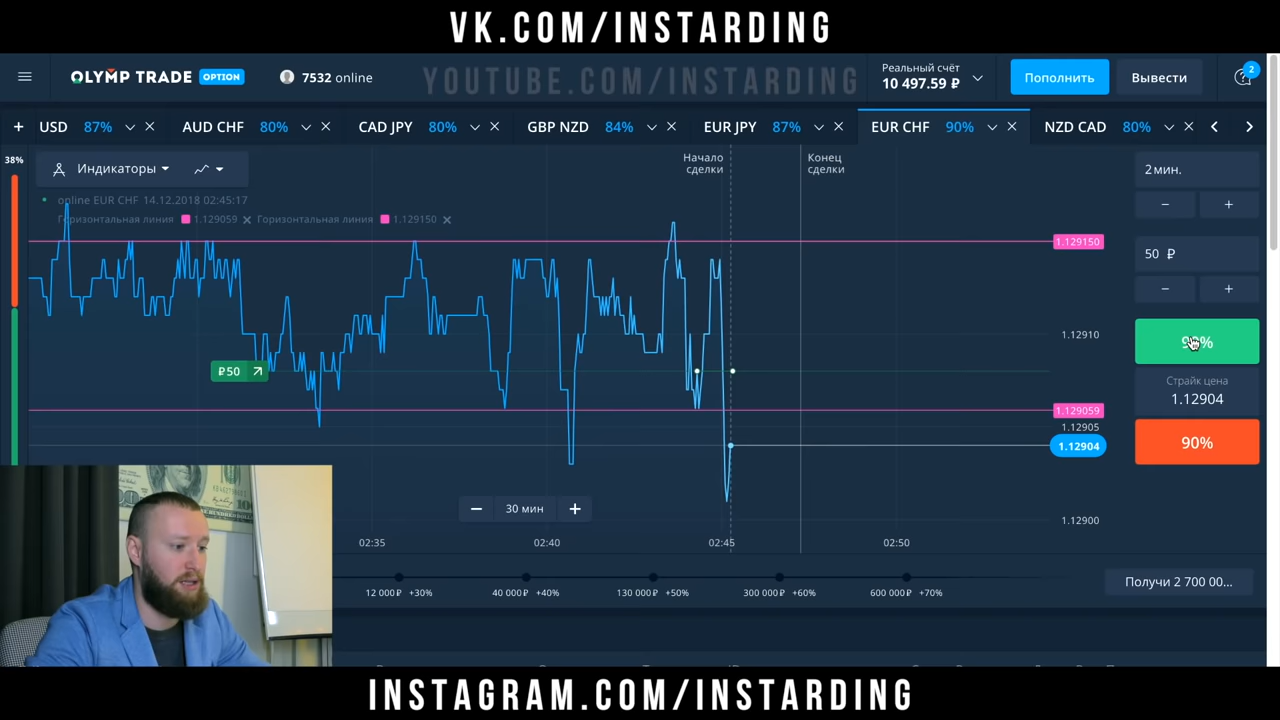 VK.COM/INSTARDING
OLYMP TRADE OPTION
7532 online
YOUTUBE.COM/INSTARDING
Реальный счёт
10 497.59 ₽
Пополнить
Вывести
2
+ USD 87%
AUD CHF 80%
CAD JPY 80%
GBP NZD 84%
EUR JPY 87%
EUR CHF 90%
NZD CAD 80%
38%
Индикаторы
Начало
сделки
Конец
сделки
2 мин.
online EUR CHF 14.12.2018 02:45:17
Горизонтальная линия 1.129059 × Горизонтальная линия 1.129150 ×
− +
1.129150
50 ₽
− +
1.12910
₽50
Страйк цена
1.12904
1.129059
1.12905
1.12904
90%
− 30 мин +
1.12900
02:35 02:40 02:45 02:50
12 000₽ +30%
40 000₽ +40%
130 000₽ +50%
300 000₽ +60%
600 000₽ +70%
Получи 2 700 00...
INSTAGRAM.COM/INSTARDING